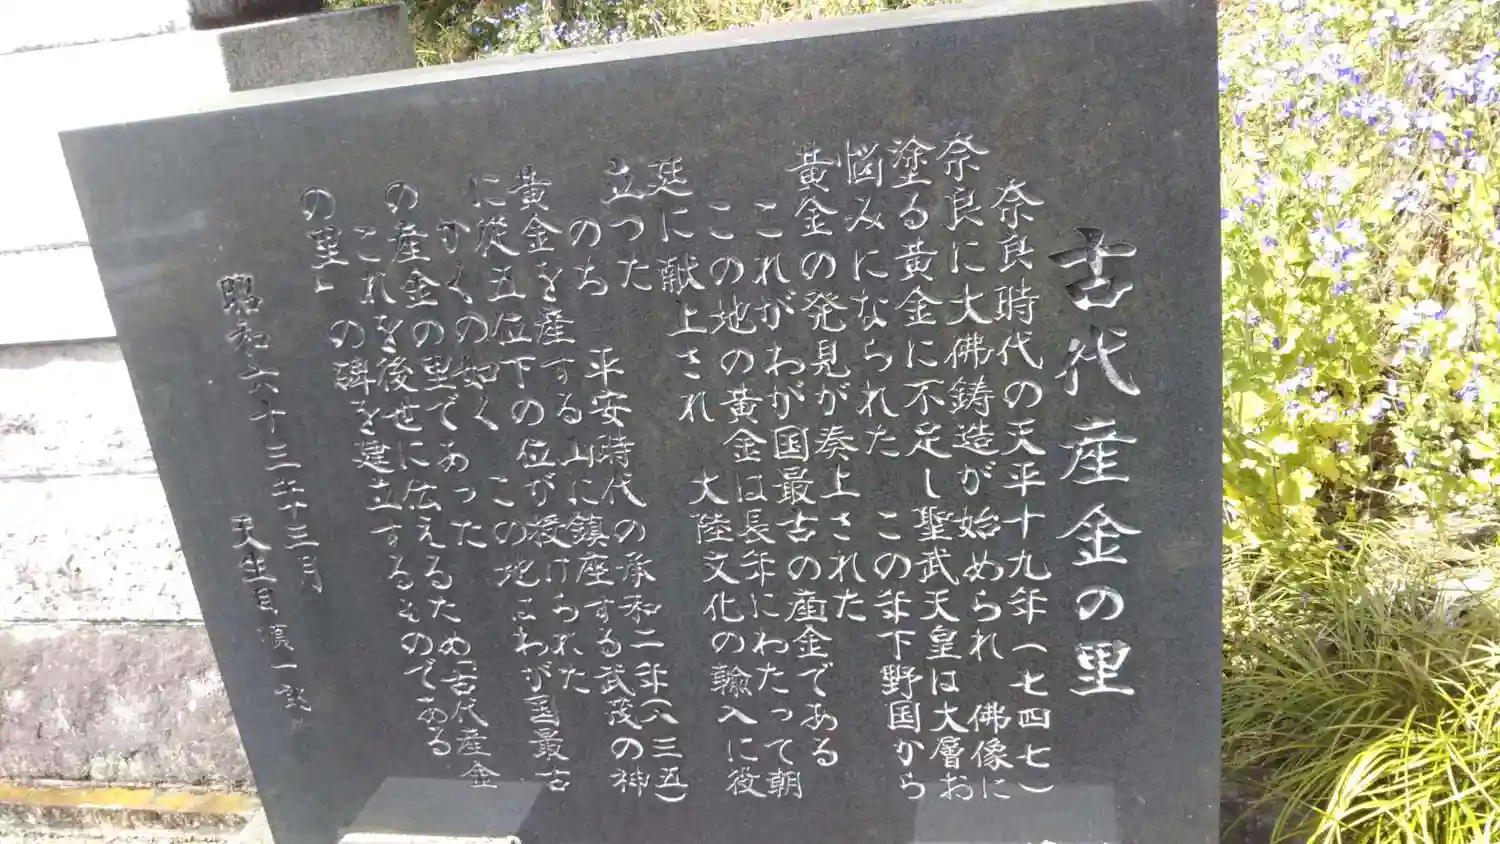 古代産金の里
奈良時代の天平十九年(七四七)
奈良に大佛鋳造が始められ 佛像に
塗る黄金に不足し聖武天皇は大層お
悩みになられた この年下野国から
黄金の発見が奏上された
これがわが国最古の産金である
この地の黄金は長年にわたって朝
廷に献上され 大陸文化の輸入に役
立つた
のち 平安時代の承和二年(八三五)
黄金を産する山に鎮座する武茂の神
に従五位下の位が授けられた
かくの如く この地はわが国最古
の産金の里であった
これを後世に伝えるため「古代産金
の里」の碑を建立するものである
昭和六十三年十三月
天生目 一郎